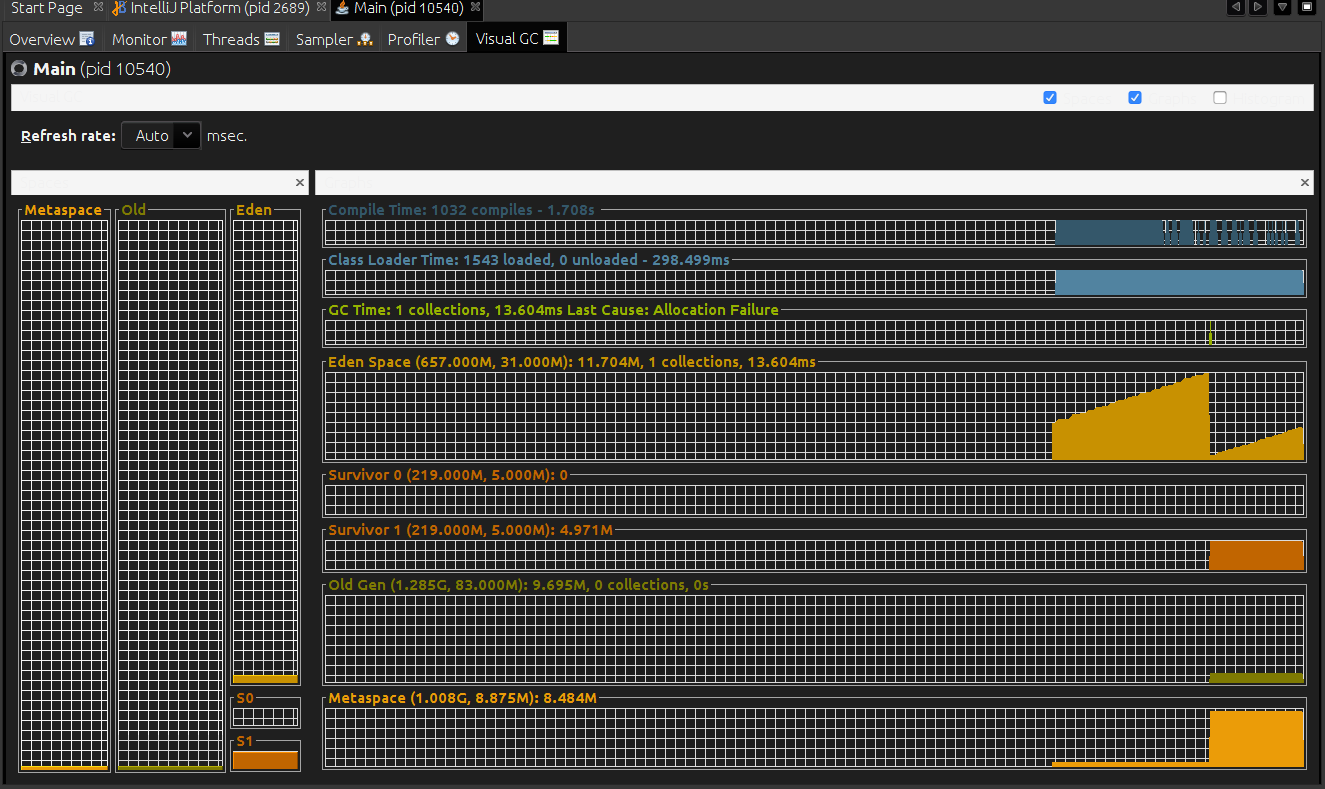 Start Page
IntelliJ Platform (pid 2689)
Main (pid 10540)
Overview
Monitor
Threads
Sampler
Profiler
Visual GC
Main (pid 10540)
Refresh rate: Auto msec.
Metaspace
Old
Eden
S0
S1
Compile Time: 1032 compiles - 1.708s
Class Loader Time: 1543 loaded, 0 unloaded - 298.499ms
GC Time: 1 collections, 13.604ms Last Cause: Allocation Failure
Eden Space (657.000M, 31.000M): 11.704M, 1 collections, 13.604ms
Survivor 0 (219.000M, 5.000M): 0
Survivor 1 (219.000M, 5.000M): 4.971M
Old Gen (1.285G, 83.000M): 9.695M, 0 collections, 0s
Metaspace (1.008G, 8.875M): 8.484M